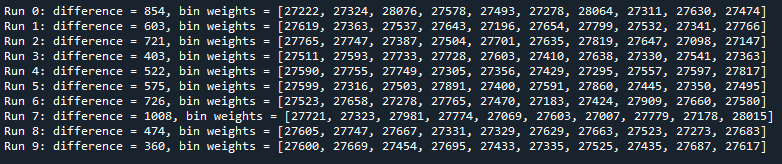 Run 0: difference = 854, bin weights = [27222, 27324, 28076, 27578, 27493, 27278, 28064, 27311, 27630, 27474]
Run 1: difference = 603, bin weights = [27619, 27363, 27537, 27643, 27196, 27654, 27799, 27532, 27341, 27766]
Run 2: difference = 721, bin weights = [27765, 27747, 27387, 27504, 27701, 27635, 27819, 27647, 27098, 27147]
Run 3: difference = 403, bin weights = [27511, 27593, 27733, 27728, 27603, 27410, 27638, 27330, 27541, 27363]
Run 4: difference = 522, bin weights = [27590, 27755, 27749, 27305, 27356, 27429, 27295, 27557, 27597, 27817]
Run 5: difference = 575, bin weights = [27599, 27316, 27503, 27891, 27400, 27591, 27860, 27445, 27350, 27495]
Run 6: difference = 726, bin weights = [27523, 27658, 27278, 27765, 27470, 27183, 27424, 27909, 27660, 27580]
Run 7: difference = 1008, bin weights = [27721, 27323, 27981, 27774, 27069, 27603, 27007, 27779, 27178, 28015]
Run 8: difference = 474, bin weights = [27605, 27747, 27667, 27331, 27329, 27629, 27663, 27523, 27273, 27683]
Run 9: difference = 360, bin weights = [27600, 27669, 27454, 27695, 27433, 27335, 27525, 27435, 27687, 27617]